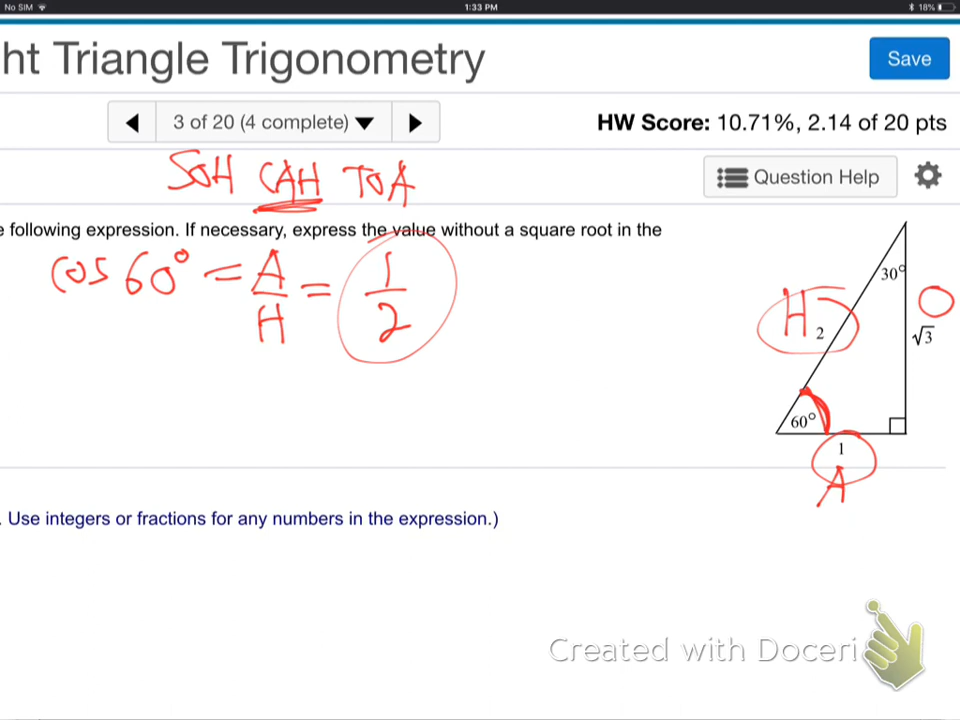 No SIM 1:33 PM 18%
ht Triangle Trigonometry Save
3 of 20 (4 complete) HW Score: 10.71%, 2.14 of 20 pts
SOH CAH TOA Question Help
e following expression. If necessary, express the value without a square root in the
cos 60° = A/H = 1/2
30°
H 2 O
√3
60°
1
A
. Use integers or fractions for any numbers in the expression.)
Created with Doceri